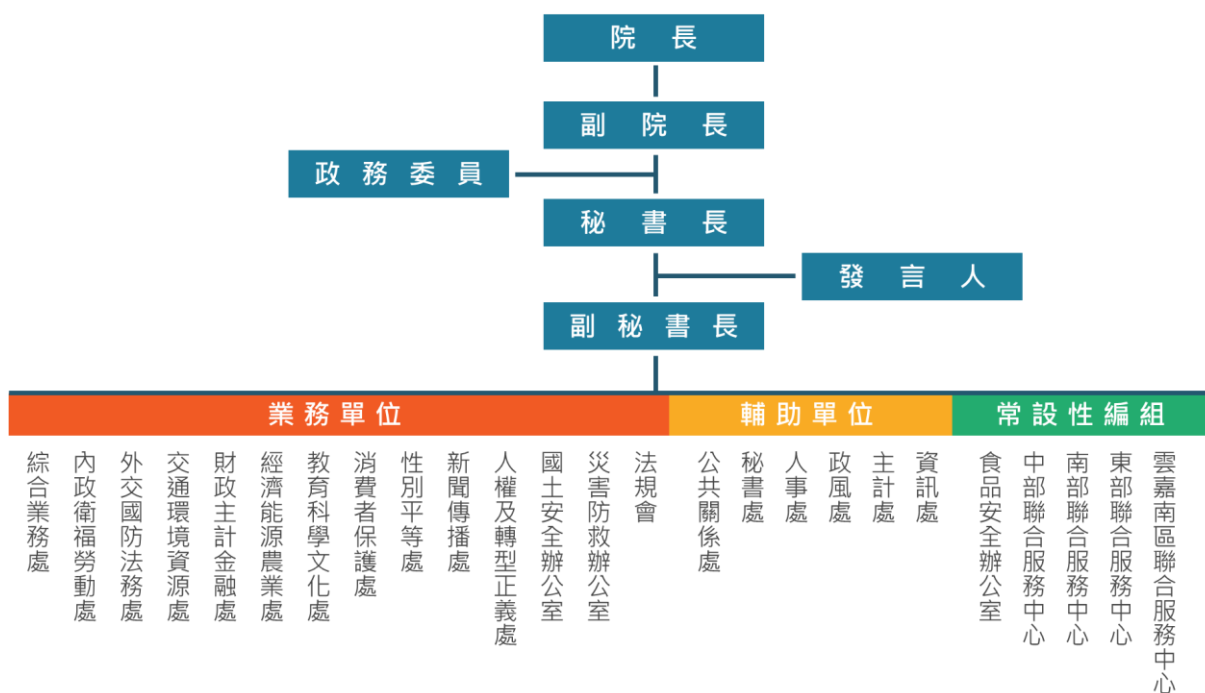 院長
副院長
政務委員
秘書長
發言人
副秘書長
業務單位
輔助單位
常設性編組
綜合業務處
內政衛福勞動處
外交國防法務處
交通環境資源處
財政主計金融處
經濟能源農業處
教育科學文化處
消費者保護處
性別平等處
新聞傳播處
人權及轉型正義處
國土安全辦公室
災害防救辦公室
法規會
公共關係處
秘書處
人事處
政風處
主計處
資訊處
食品安全辦公室
中部聯合服務中心
南部聯合服務中心
東部聯合服務中心
雲嘉南區聯合服務中心